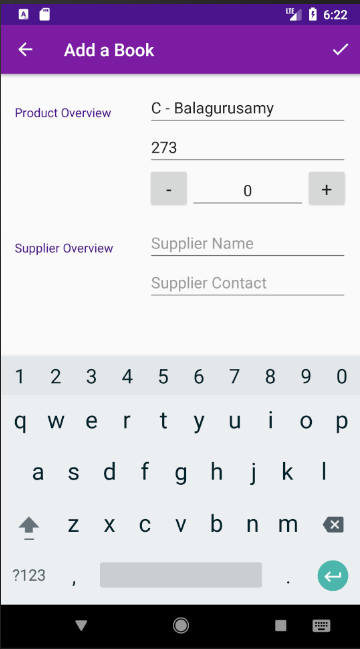 A
LTE
6:22
Add a Book
Product Overview
C - Balagurusamy
273
- 0 +
Supplier Overview
Supplier Name
Supplier Contact
1 2 3 4 5 6 7 8 9 0
q w e r t y u i o p
a s d f g h j k l
z x c v b n m
?123 , .